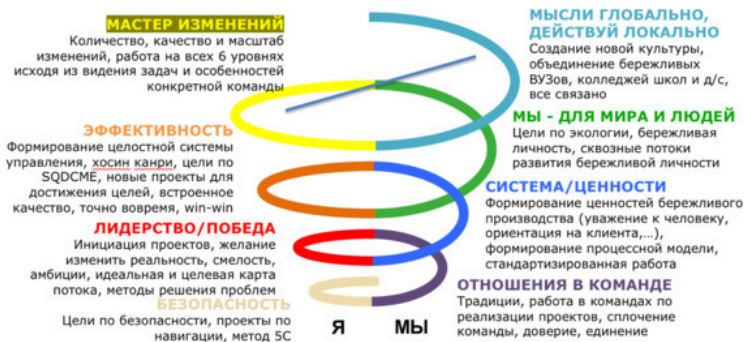 МАСТЕР ИЗМЕНЕНИЙ
Количество, качество и масштаб
изменений, работа на всех 6 уровнях
исходя из видения задач и особенностей
конкретной команды
ЭФФЕКТИВНОСТЬ
Формирование целостной системы
управления, хосин канри, цели по
SQDCME, новые проекты для
достижения целей, встроенное
качество, точно вовремя, win-win
ЛИДЕРСТВО/ПОБЕДА
Инициация проектов, желание
изменить реальность, смелость,
амбиции, идеальная и целевая карта
потока, методы решения проблем
БЕЗОПАСНОСТЬ
Цели по безопасности, проекты по
навигации, метод 5С
Я МЫ
МЫСЛИ ГЛОБАЛЬНО,
ДЕЙСТВУЙ ЛОКАЛЬНО
Создание новой культуры,
объединение бережливых
ВУЗов, колледжей школ и д/с,
все связано
МЫ - ДЛЯ МИРА И ЛЮДЕЙ
Цели по экологии, бережливая
личность, сквозные потоки
развития бережливой личности
СИСТЕМА/ЦЕННОСТИ
Формирование ценностей бережливого
производства (уважение к человеку,
ориентация на клиента,...),
формирование процессной модели,
стандартизированная работа
ОТНОШЕНИЯ В КОМАНДЕ
Традиции, работа в командах по
реализации проектов, сплочение
команды, доверие, единение